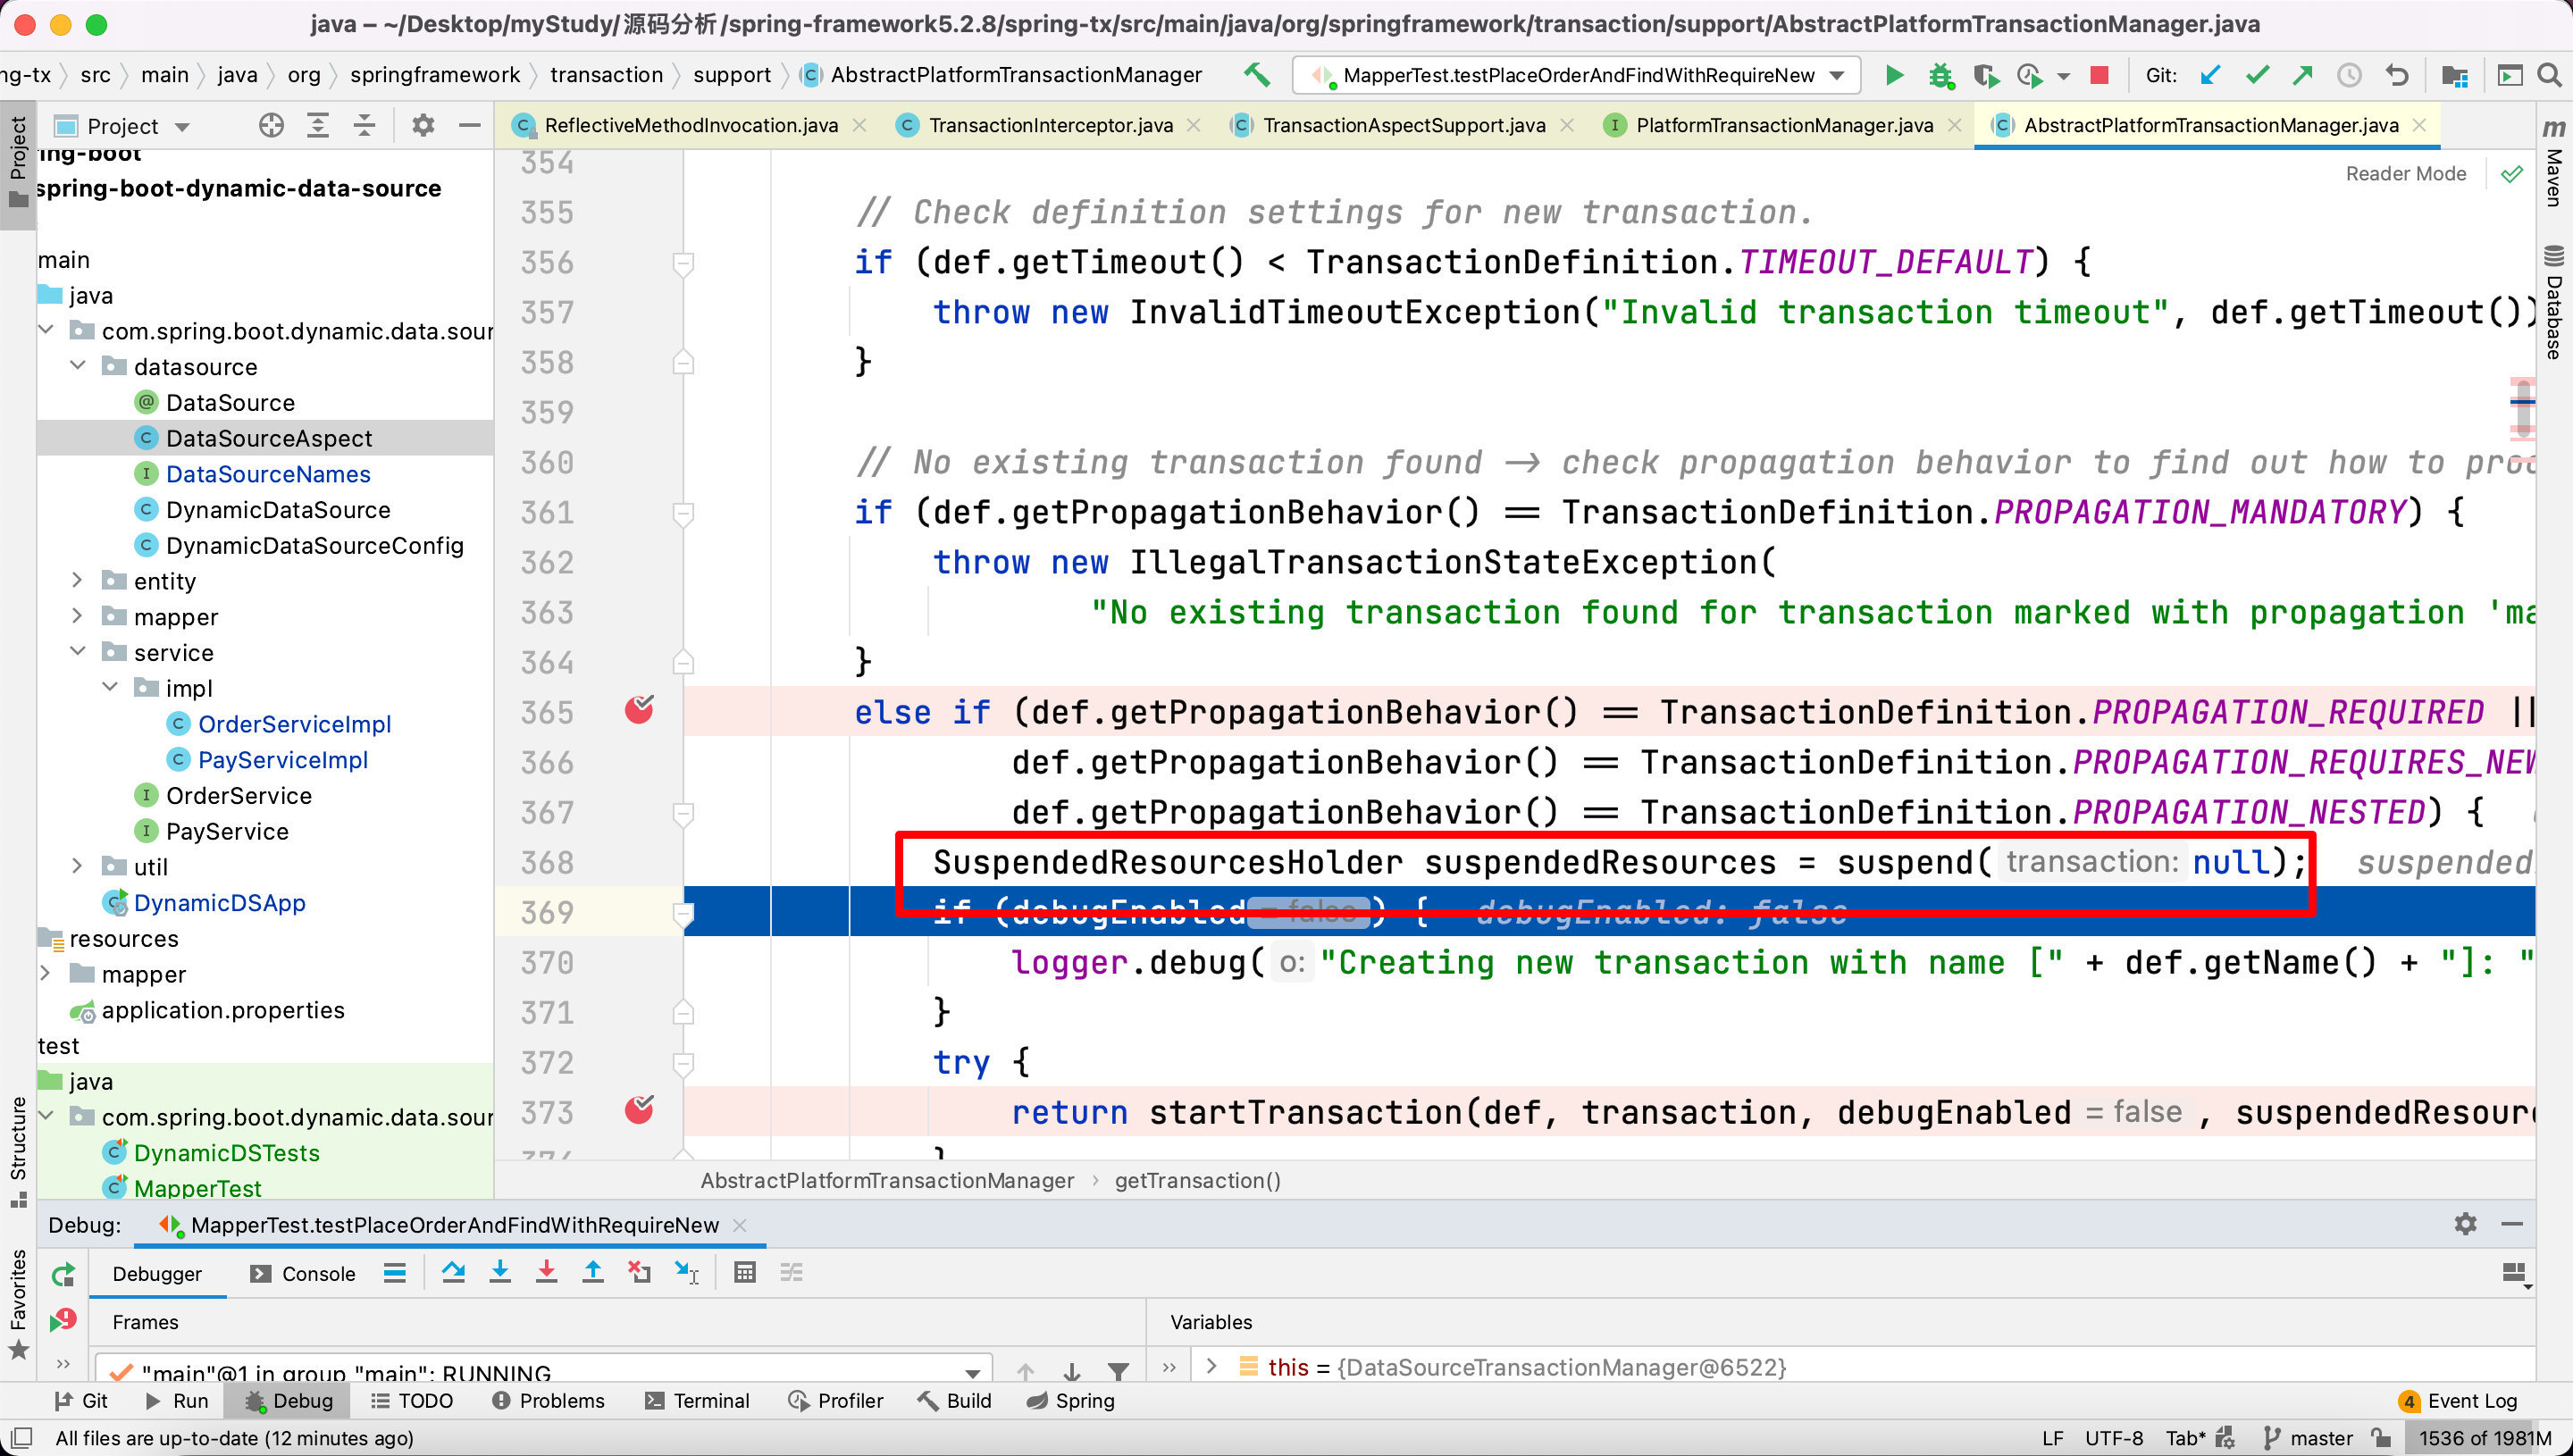 java – ~/Desktop/myStudy/源码分析/spring-framework5.2.8/spring-tx/src/main/java/org/springframework/transaction/support/AbstractPlatformTransactionManager.java
ng-tx src main java org springframework transaction support AbstractPlatformTransactionManager MapperTest.testPlaceOrderAndFindWithRequireNew Git:
Project
ReflectiveMethodInvocation.java TransactionInterceptor.java TransactionAspectSupport.java PlatformTransactionManager.java AbstractPlatformTransactionManager.java
Project
Structure
Favorites
Maven
Database
Reader Mode
ring-boot
spring-boot-dynamic-data-source
main
java
com.spring.boot.dynamic.data.sour
datasource
DataSource
DataSourceAspect
DataSourceNames
DynamicDataSource
DynamicDataSourceConfig
entity
mapper
service
impl
OrderServiceImpl
PayServiceImpl
OrderService
PayService
util
DynamicDSApp
resources
mapper
application.properties
test
java
com.spring.boot.dynamic.data.sour
DynamicDSTests
MapperTest
354
355 // Check definition settings for new transaction.
356 if (def.getTimeout() < TransactionDefinition.TIMEOUT_DEFAULT) {
357 throw new InvalidTimeoutException("Invalid transaction timeout", def.getTimeout())
358 }
359
360 // No existing transaction found -> check propagation behavior to find out how to proc
361 if (def.getPropagationBehavior() == TransactionDefinition.PROPAGATION_MANDATORY) {
362 throw new IllegalTransactionStateException(
363 "No existing transaction found for transaction marked with propagation 'ma
364 }
365 else if (def.getPropagationBehavior() == TransactionDefinition.PROPAGATION_REQUIRED ||
366 def.getPropagationBehavior() == TransactionDefinition.PROPAGATION_REQUIRES_NEW
367 def.getPropagationBehavior() == TransactionDefinition.PROPAGATION_NESTED) {
368 SuspendedResourcesHolder suspendedResources = suspend( transaction: null); suspended
369 if (debugEnabled = false ) { debugEnabled: false
370 logger.debug( o: "Creating new transaction with name [" + def.getName() + "]: "
371 }
372 try {
373 return startTransaction(def, transaction, debugEnabled = false , suspendedResour
374 }
AbstractPlatformTransactionManager › getTransaction()
Debug: MapperTest.testPlaceOrderAndFindWithRequireNew
Debugger Console
Frames Variables
"main"@1 in group "main": RUNNING
this = {DataSourceTransactionManager@6522}
Git Run Debug TODO Problems Terminal Profiler Build Spring 4 Event Log
All files are up-to-date (12 minutes ago) LF UTF-8 Tab* master 1536 of 1981M